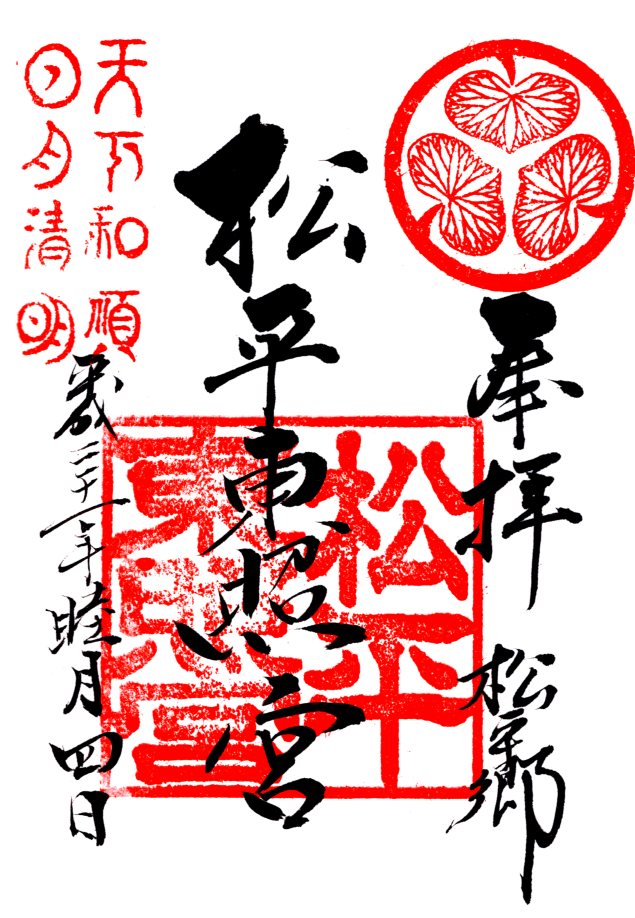 奉拝 松平郷
松平東照宮
松平
東照宮
天下和順
日月清明
平成三十一年睦月四日